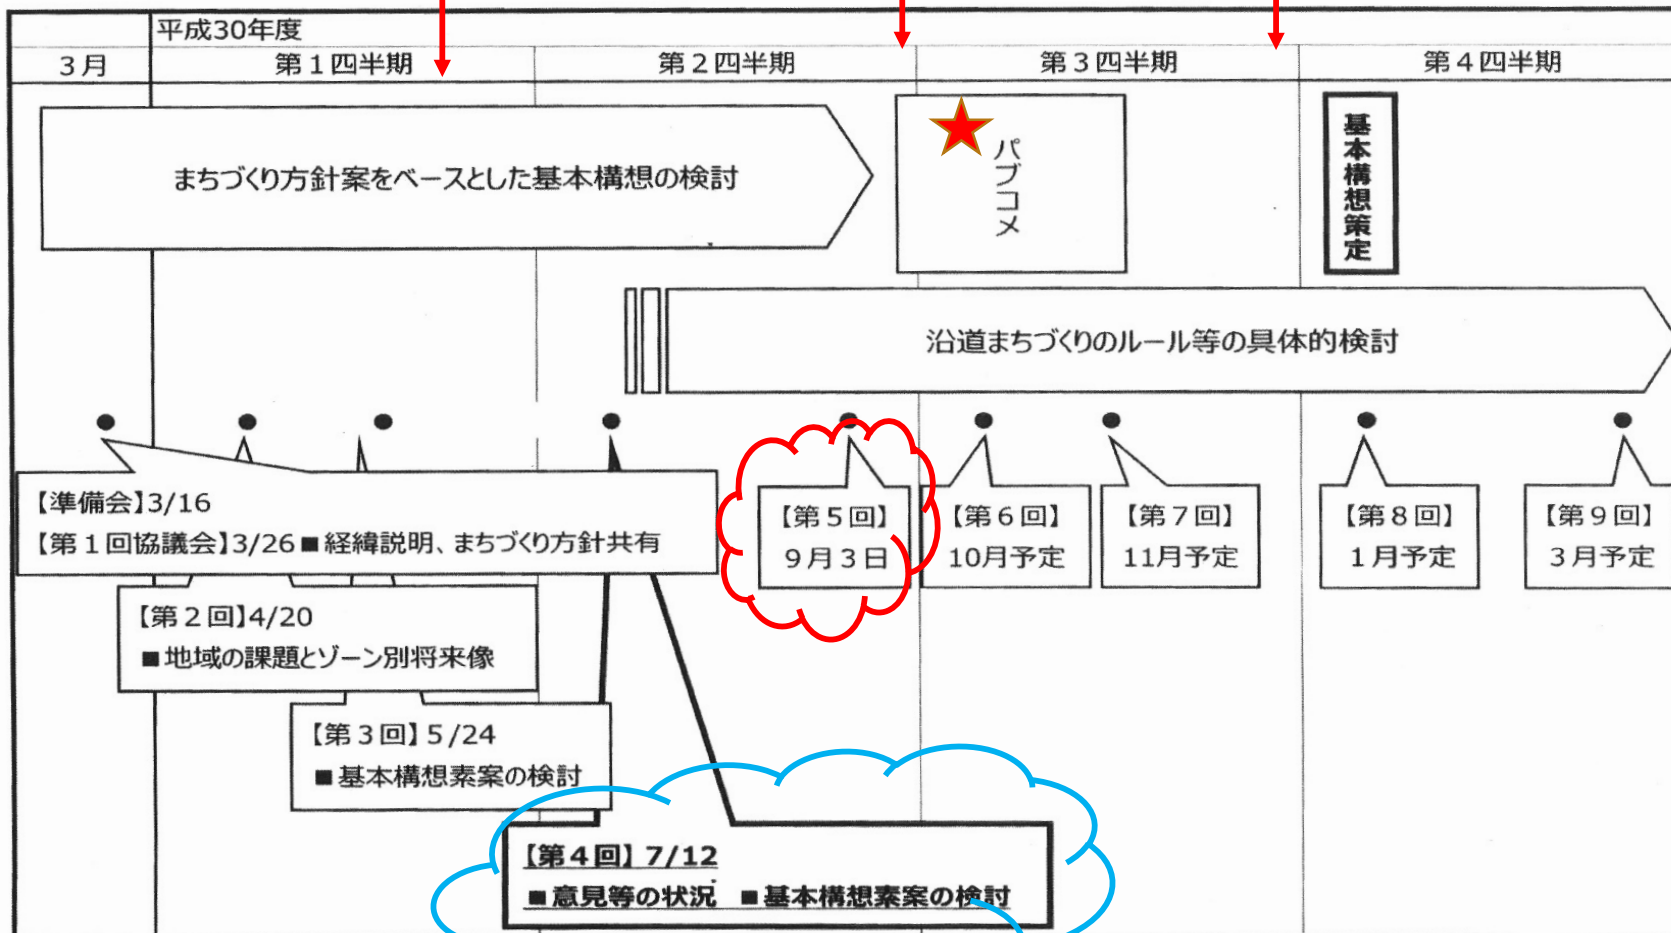 平成30年度
3月
第1四半期
第2四半期
第3四半期
第4四半期
まちづくり方針案をベースとした基本構想の検討
パブコメ
基本構想策定
沿道まちづくりのルール等の具体的検討
【準備会】3/16
【第1回協議会】3/26 ■経緯説明、まちづくり方針共有
【第2回】4/20
■地域の課題とゾーン別将来像
【第3回】5/24
■基本構想素案の検討
【第4回】7/12
■意見等の状況 ■基本構想素案の検討
【第5回】
9月3日
【第6回】
10月予定
【第7回】
11月予定
【第8回】
1月予定
【第9回】
3月予定